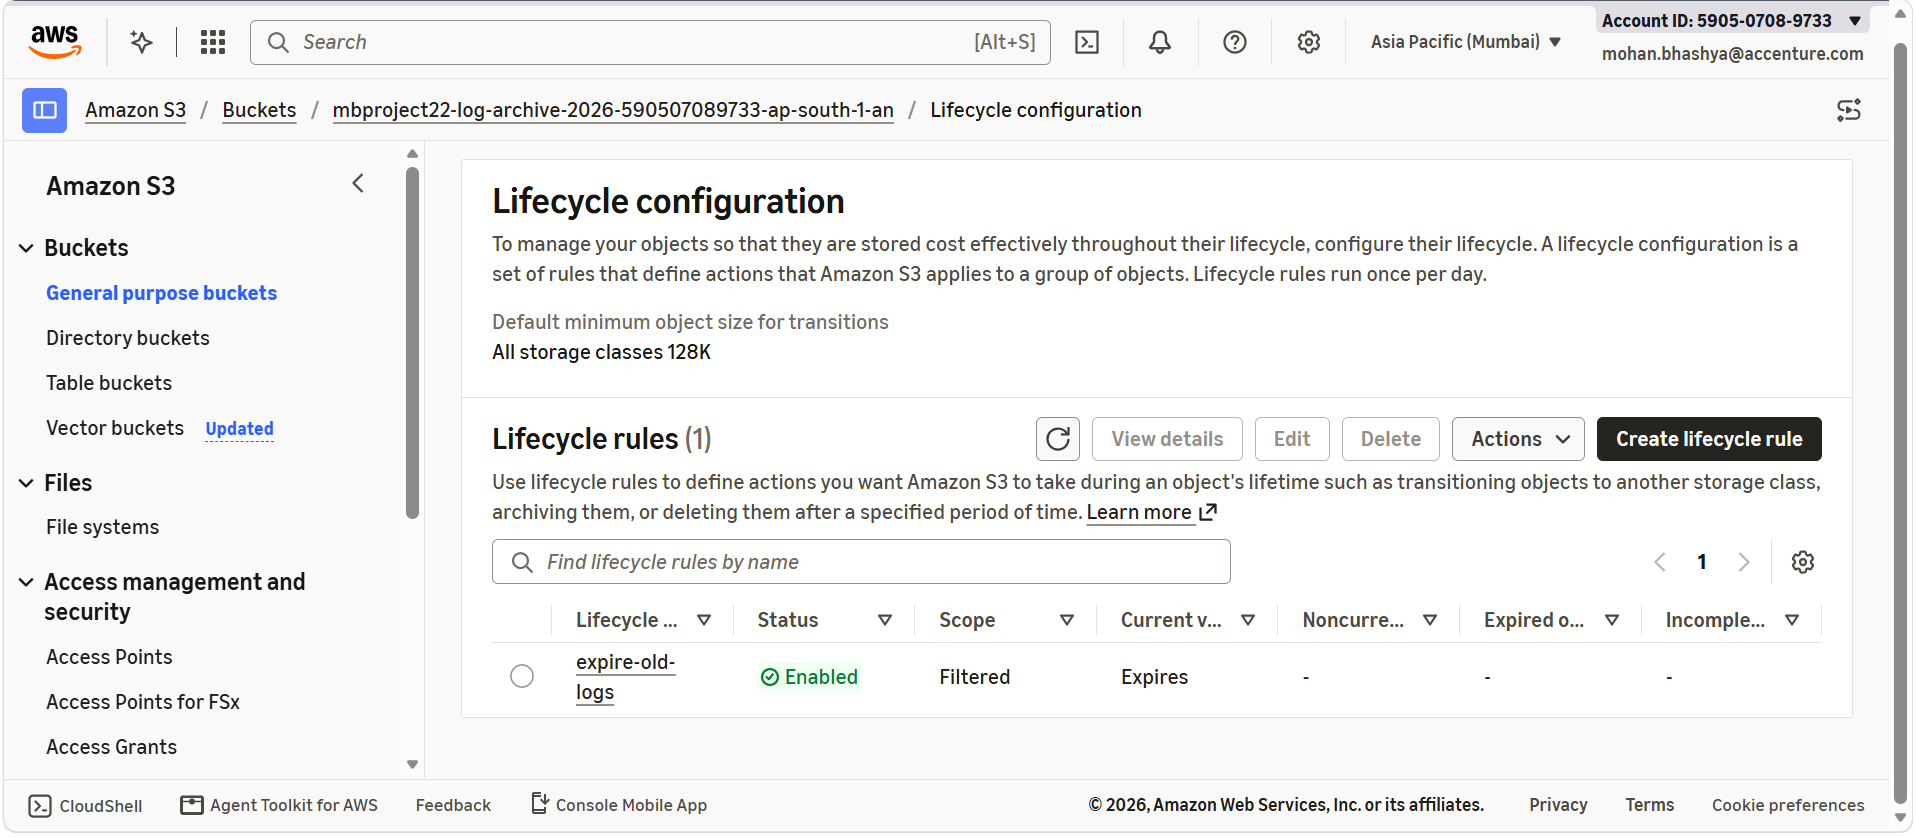 aws
Search [Alt+S]
Asia Pacific (Mumbai)
Account ID: 5905-0708-9733
mohan.bhashya@accenture.com
Amazon S3 / Buckets / mbproject22-log-archive-2026-590507089733-ap-south-1-an / Lifecycle configuration
Amazon S3
Buckets
General purpose buckets
Directory buckets
Table buckets
Vector buckets Updated
Files
File systems
Access management and
security
Access Points
Access Points for FSx
Access Grants
Lifecycle configuration
To manage your objects so that they are stored cost effectively throughout their lifecycle, configure their lifecycle. A lifecycle configuration is a
set of rules that define actions that Amazon S3 applies to a group of objects. Lifecycle rules run once per day.
Default minimum object size for transitions
All storage classes 128K
Lifecycle rules (1)
View details Edit Delete Actions Create lifecycle rule
Use lifecycle rules to define actions you want Amazon S3 to take during an object's lifetime such as transitioning objects to another storage class,
archiving them, or deleting them after a specified period of time. Learn more
Find lifecycle rules by name
1
Lifecycle ... Status Scope Current v... Noncurre... Expired o... Incomple...
expire-old-
logs
Enabled Filtered Expires - - -
CloudShell Agent Toolkit for AWS Feedback Console Mobile App
© 2026, Amazon Web Services, Inc. or its affiliates. Privacy Terms Cookie preferences